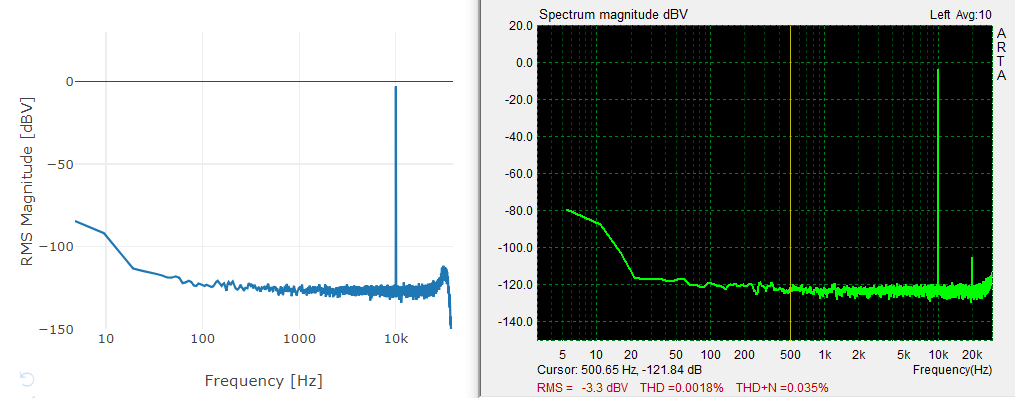 RMS Magnitude [dBV]
0
−50
−100
−150
10 100 1000 10k
Frequency [Hz]
Spectrum magnitude dBV
Left Avg:10
20.0
0.0
-20.0
-40.0
-60.0
-80.0
-100.0
-120.0
-140.0
A
R
T
A
5 10 20 50 100 200 500 1k 2k 5k 10k 20k
Cursor: 500.65 Hz, -121.84 dB
Frequency(Hz)
RMS = -3.3 dBV THD =0.0018% THD+N =0.035%